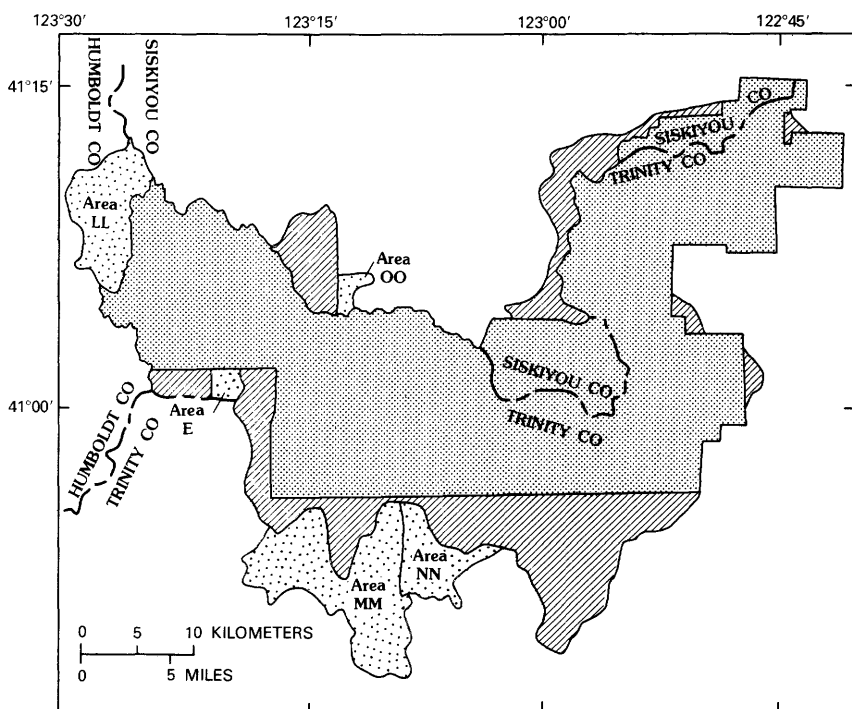 123°30' 123°15' 123°00' 122°45'
41°15'
41°00'
HUMBOLDT CO
SISKIYOU CO
Area
LL
Area
OO
SISKIYOU CO
TRINITY CO
SISKIYOU CO
TRINITY CO
Area
E
HUMBOLDT CO
TRINITY CO
Area
NN
Area
MM
0 5 10 KILOMETERS
0 5 MILES